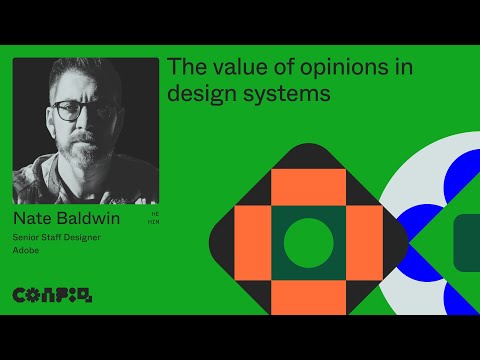 The value of opinions in
design systems
Nate Baldwin
HE
HIM
Senior Staff Designer
Adobe
CONFIG